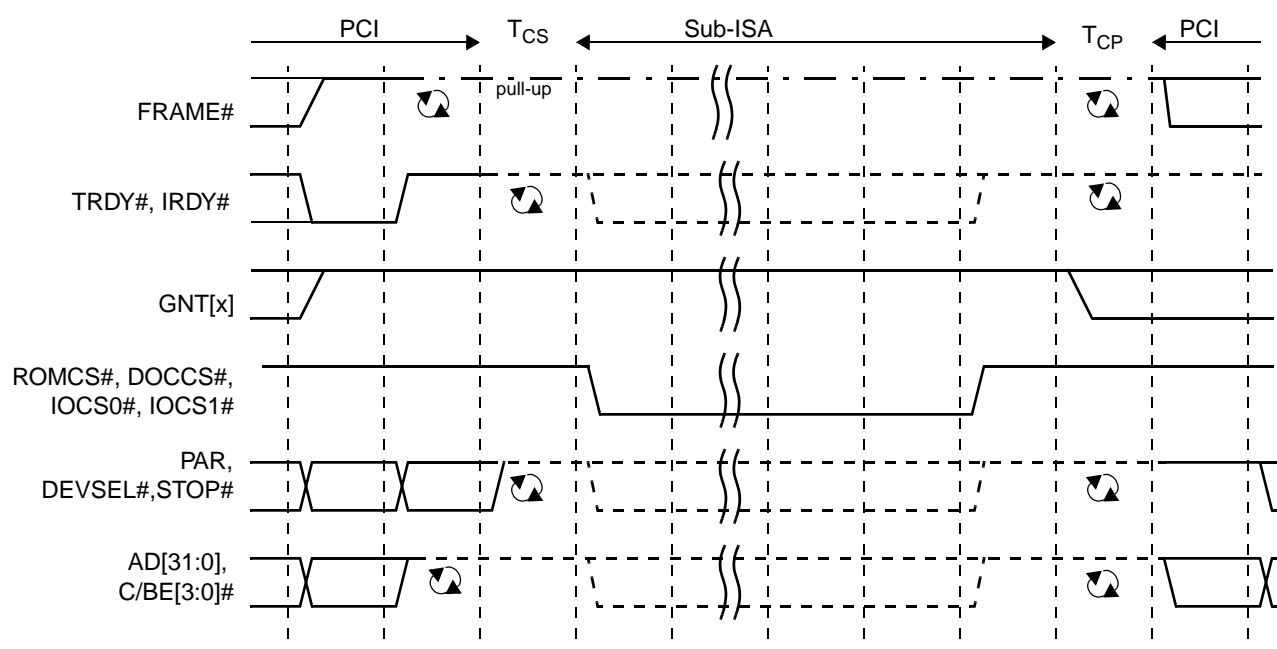 PCI
TCS
Sub-ISA
TCP
PCI
pull-up
FRAME#
TRDY#, IRDY#
GNT[x]
ROMCS#, DOCCS#,
IOCS0#, IOCS1#
PAR,
DEVSEL#,STOP#
AD[31:0],
C/BE[3:0]#